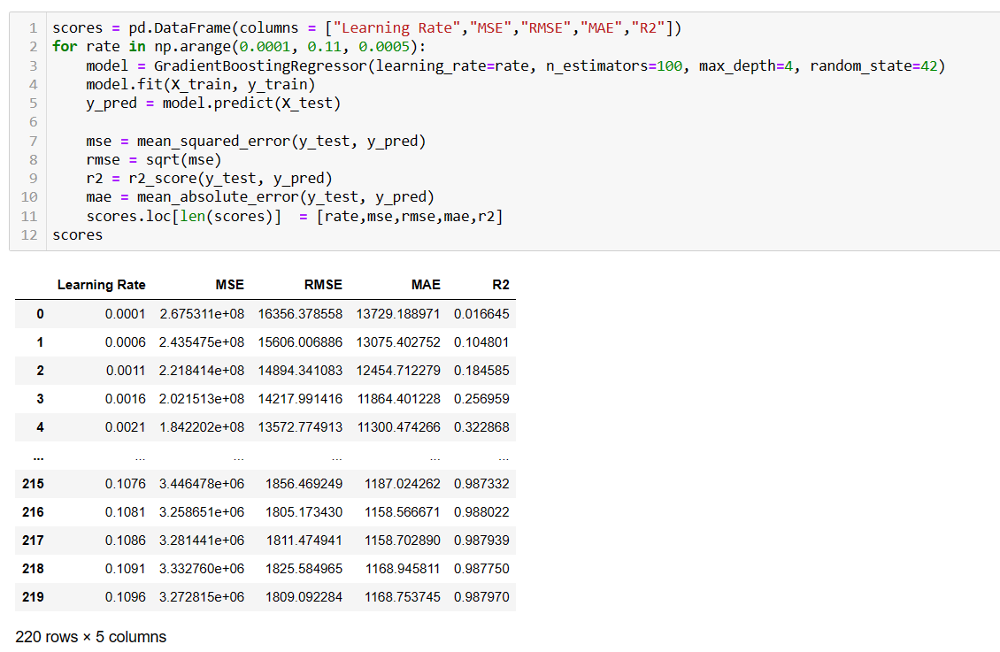 1 scores = pd.DataFrame(columns = ["Learning Rate","MSE","RMSE","MAE","R2"])
2 for rate in np.arange(0.0001, 0.11, 0.0005):
3     model = GradientBoostingRegressor(learning_rate=rate, n_estimators=100, max_depth=4, random_state=42)
4     model.fit(X_train, y_train)
5     y_pred = model.predict(X_test)
6
7     mse = mean_squared_error(y_test, y_pred)
8     rmse = sqrt(mse)
9     r2 = r2_score(y_test, y_pred)
10     mae = mean_absolute_error(y_test, y_pred)
11     scores.loc[len(scores)]  = [rate,mse,rmse,mae,r2]
12 scores
Learning Rate MSE RMSE MAE R2
0 0.0001 2.675311e+08 16356.378558 13729.188971 0.016645
1 0.0006 2.435475e+08 15606.006886 13075.402752 0.104801
2 0.0011 2.218414e+08 14894.341083 12454.712279 0.184585
3 0.0016 2.021513e+08 14217.991416 11864.401228 0.256959
4 0.0021 1.842202e+08 13572.774913 11300.474266 0.322868
... ... ... ... ... ...
215 0.1076 3.446478e+06 1856.469249 1187.024262 0.987332
216 0.1081 3.258651e+06 1805.173430 1158.566671 0.988022
217 0.1086 3.281441e+06 1811.474941 1158.702890 0.987939
218 0.1091 3.332760e+06 1825.584965 1168.945811 0.987750
219 0.1096 3.272815e+06 1809.092284 1168.753745 0.987970
220 rows × 5 columns